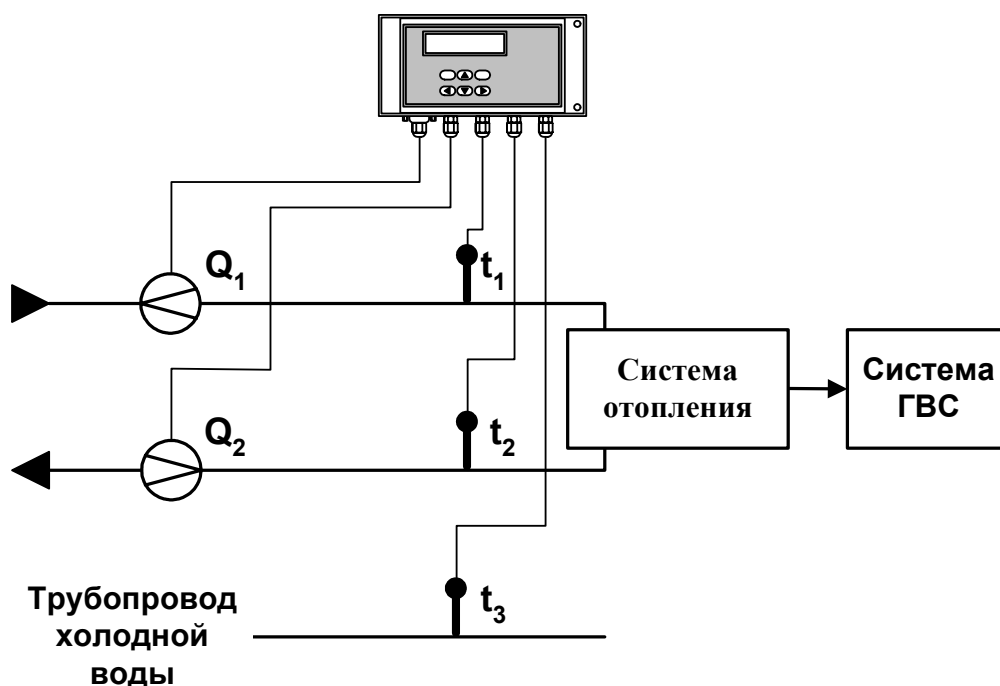 Q1
t1
Система
отопления
Система
ГВС
Q2
t2
Трубопровод
холодной
воды
t3